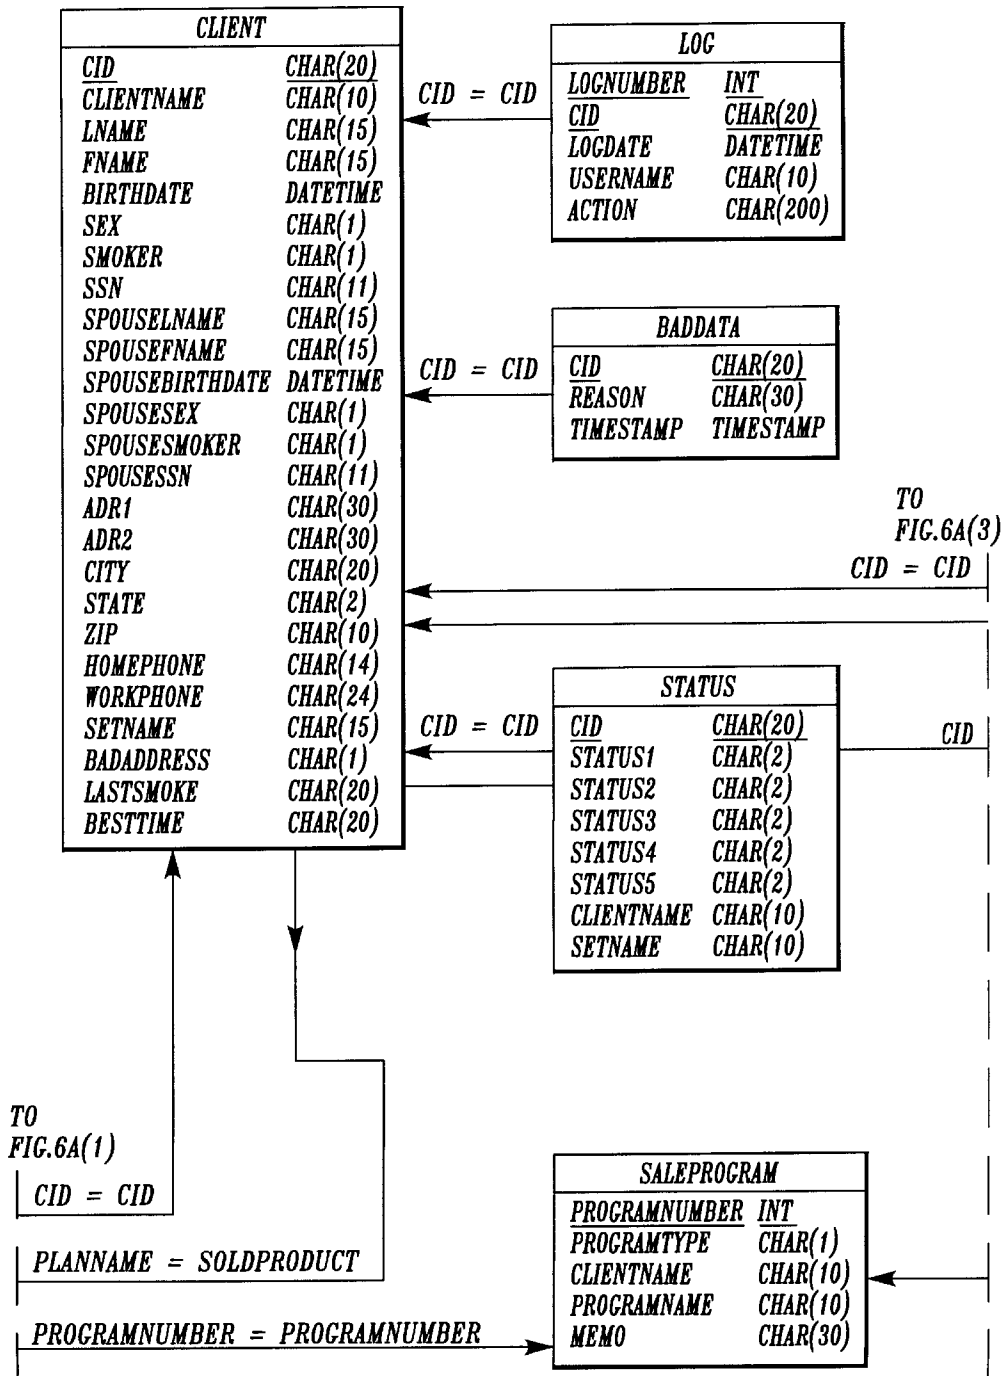 CLIENT
CID CHAR(20)
CLIENTNAME CHAR(10)
LNAME CHAR(15)
FNAME CHAR(15)
BIRTHDATE DATETIME
SEX CHAR(1)
SMOKER CHAR(1)
SSN CHAR(11)
SPOUSELNAME CHAR(15)
SPOUSEFNAME CHAR(15)
SPOUSEBIRTHDATE DATETIME
SPOUSESEX CHAR(1)
SPOUSESMOKER CHAR(1)
SPOUSESSN CHAR(11)
ADR1 CHAR(30)
ADR2 CHAR(30)
CITY CHAR(20)
STATE CHAR(2)
ZIP CHAR(10)
HOMEPHONE CHAR(14)
WORKPHONE CHAR(24)
SETNAME CHAR(15)
BADADDRESS CHAR(1)
LASTSMOKE CHAR(20)
BESTTIME CHAR(20)
CID = CID
LOG
LOGNUMBER INT
CID CHAR(20)
LOGDATE DATETIME
USERNAME CHAR(10)
ACTION CHAR(200)
CID = CID
BADDATA
CID CHAR(20)
REASON CHAR(30)
TIMESTAMP TIMESTAMP
TO
FIG.6A(3)
CID = CID
CID = CID
STATUS
CID CHAR(20)
STATUS1 CHAR(2)
STATUS2 CHAR(2)
STATUS3 CHAR(2)
STATUS4 CHAR(2)
STATUS5 CHAR(2)
CLIENTNAME CHAR(10)
SETNAME CHAR(10)
CID
TO
FIG.6A(1)
CID = CID
PLANNAME = SOLDPRODUCT
PROGRAMNUMBER = PROGRAMNUMBER
SALEPROGRAM
PROGRAMNUMBER INT
PROGRAMTYPE CHAR(1)
CLIENTNAME CHAR(10)
PROGRAMNAME CHAR(10)
MEMO CHAR(30)